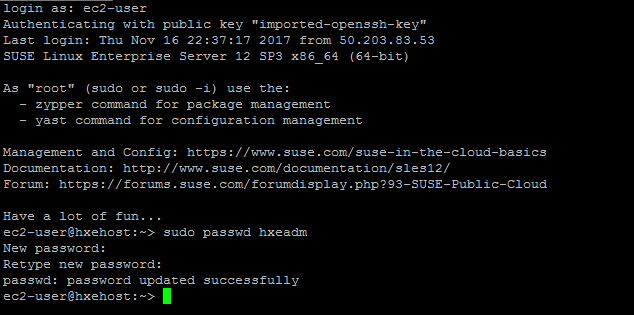 login as: ec2-user
Authenticating with public key "imported-openssh-key"
Last login: Thu Nov 16 22:37:17 2017 from 50.203.83.53
SUSE Linux Enterprise Server 12 SP3 x86_64 (64-bit)
As "root" (sudo or sudo -i) use the:
- zypper command for package management
- yast command for configuration management
Management and Config: https://www.suse.com/suse-in-the-cloud-basics
Documentation: http://www.suse.com/documentation/sles12/
Forum: https://forums.suse.com/forumdisplay.php?93-SUSE-Public-Cloud
Have a lot of fun...
ec2-user@hxehost:~> sudo passwd hxeadm
New password:
Retype new password:
passwd: password updated successfully
ec2-user@hxehost:~>